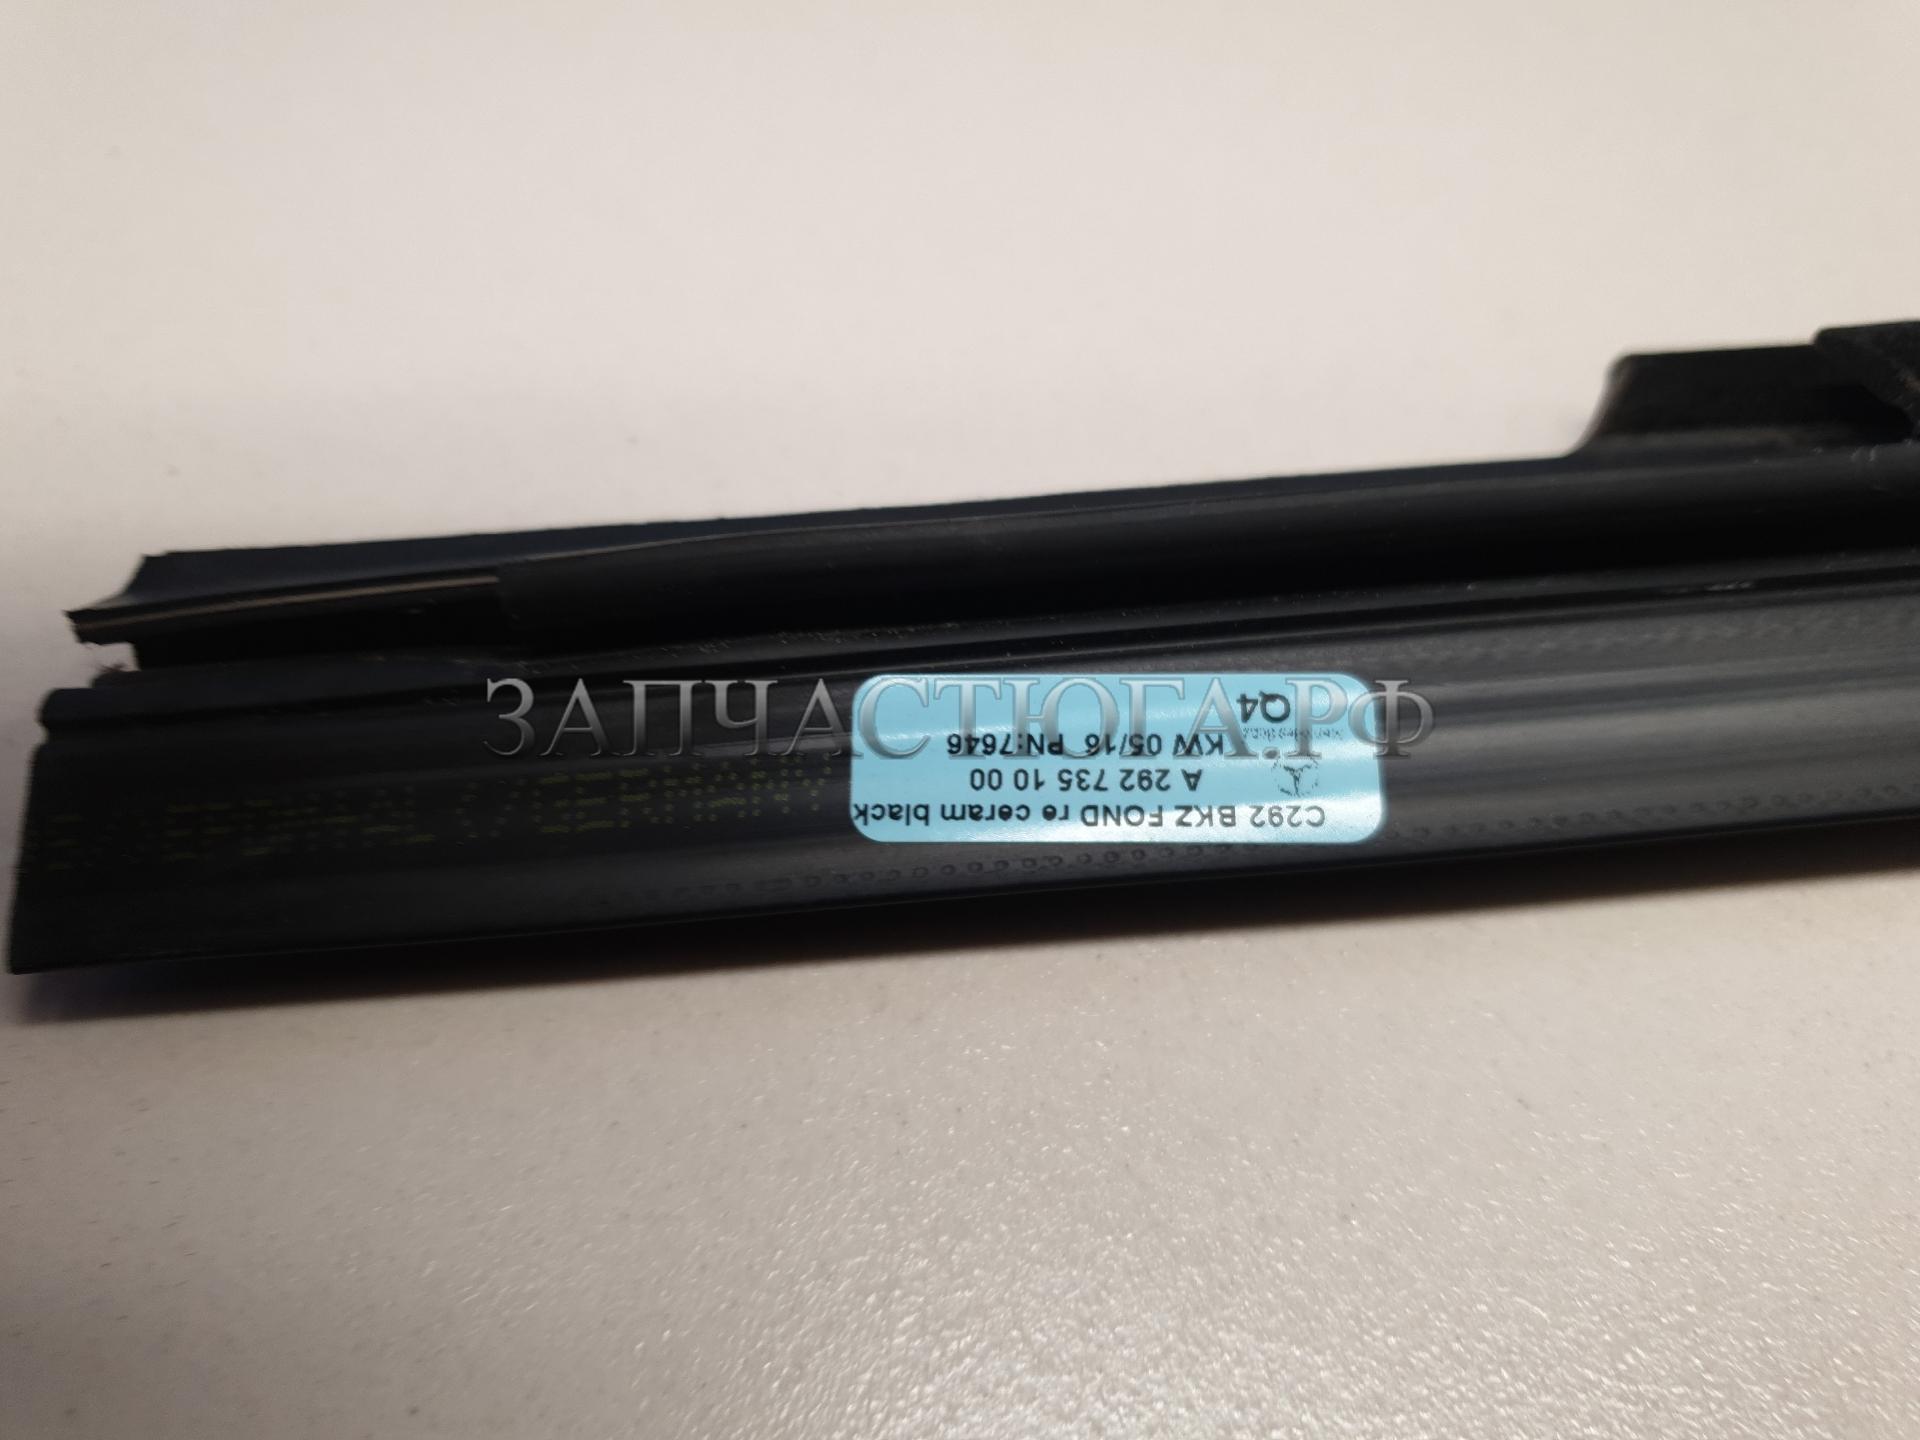 ЗАПЧАСТЮГА.РФ
C292 BKZ FOND re ceram black
A 292 735 10 00
KW 05/16 PN:7646
Q4